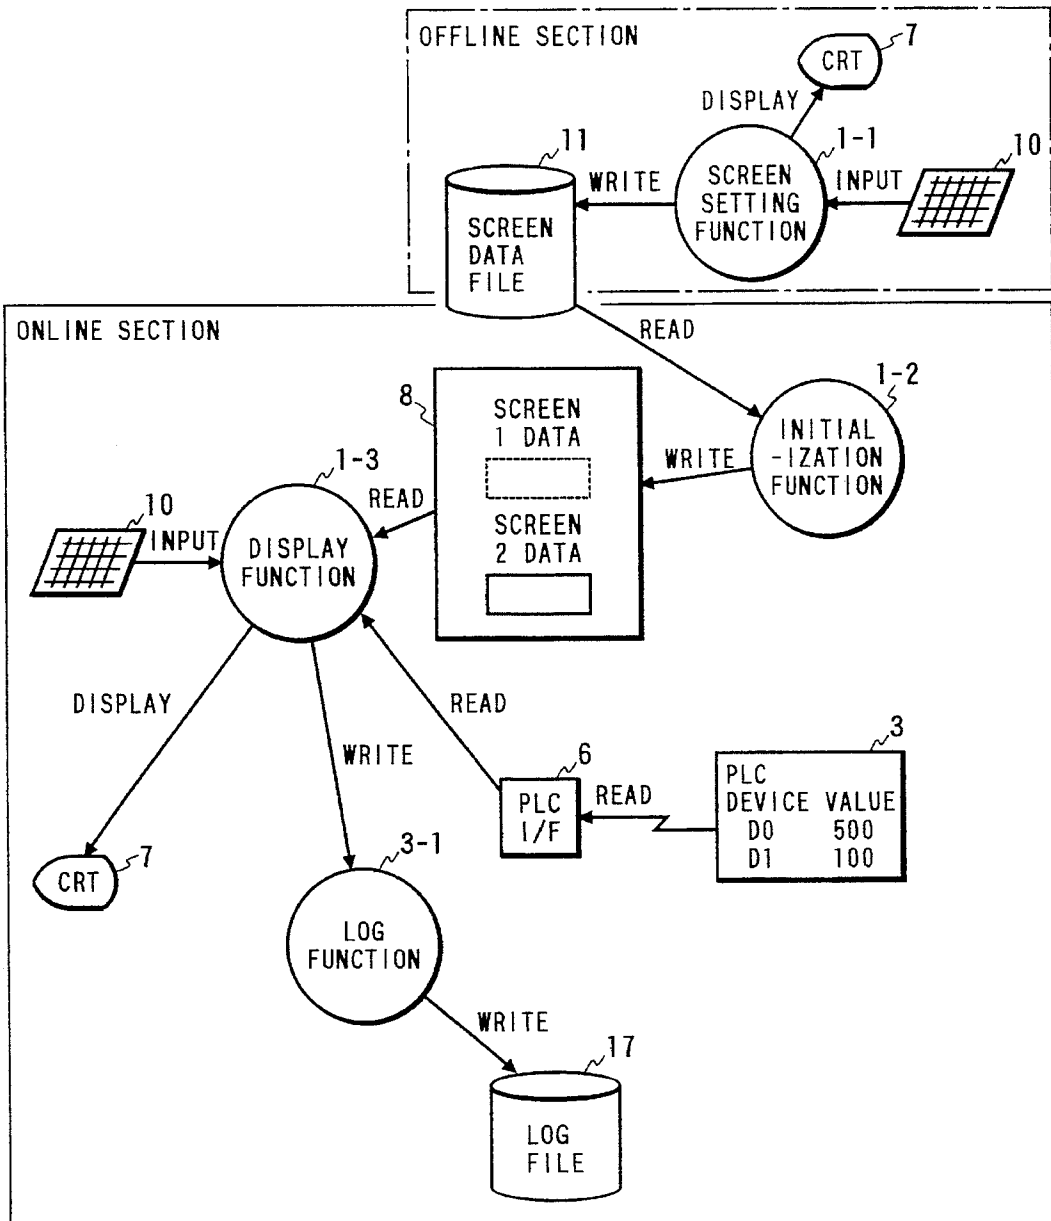 OFFLINE SECTION
7
CRT
DISPLAY
1-1
11
10
WRITE
SCREEN
SETTING
FUNCTION
INPUT
SCREEN
DATA
FILE
ONLINE SECTION
READ
8
SCREEN
1 DATA
1-2
INITIAL
-IZATION
FUNCTION
WRITE
1-3
READ
10
INPUT
DISPLAY
FUNCTION
SCREEN
2 DATA
DISPLAY
READ
WRITE
6
PLC
I/F
READ
3
PLC
DEVICE VALUE
D0 500
D1 100
7
CRT
3-1
LOG
FUNCTION
WRITE
17
LOG
FILE